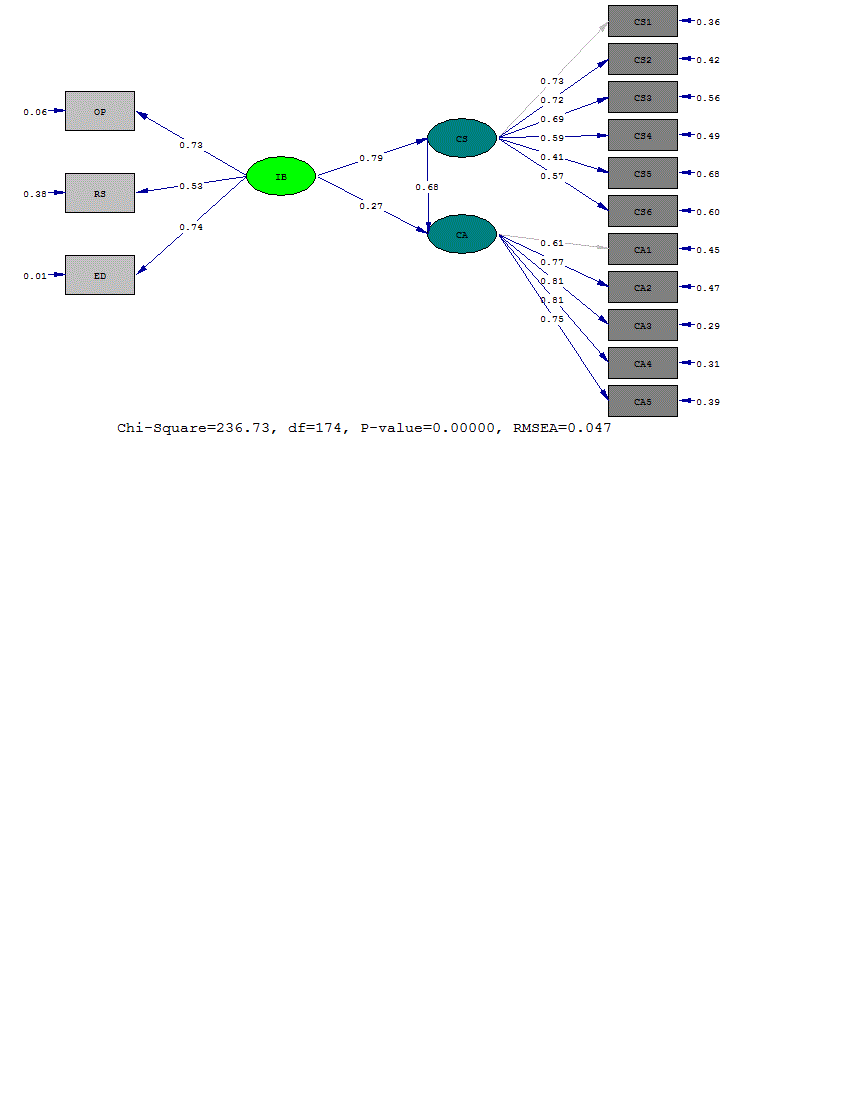 CS1
0.36
CS2
0.42
CS3
0.56
CS4
0.49
CS5
0.68
CS6
0.60
CA1
0.45
CA2
0.47
CA3
0.29
CA4
0.31
CA5
0.39
0.73
0.72
0.69
0.59
0.41
0.57
0.61
0.77
0.81
0.81
0.75
CS
CA
0.68
0.79
0.27
IB
0.73
0.53
0.74
0.06
OP
0.38
RS
0.01
ED
Chi-Square=236.73, df=174, P-value=0.00000, RMSEA=0.047